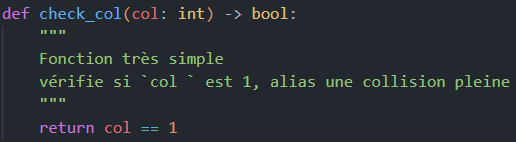 def check_col(col: int) -> bool:
"""
Fonction très simple
vérifie si `col ` est 1, alias une collision pleine
"""
return col == 1